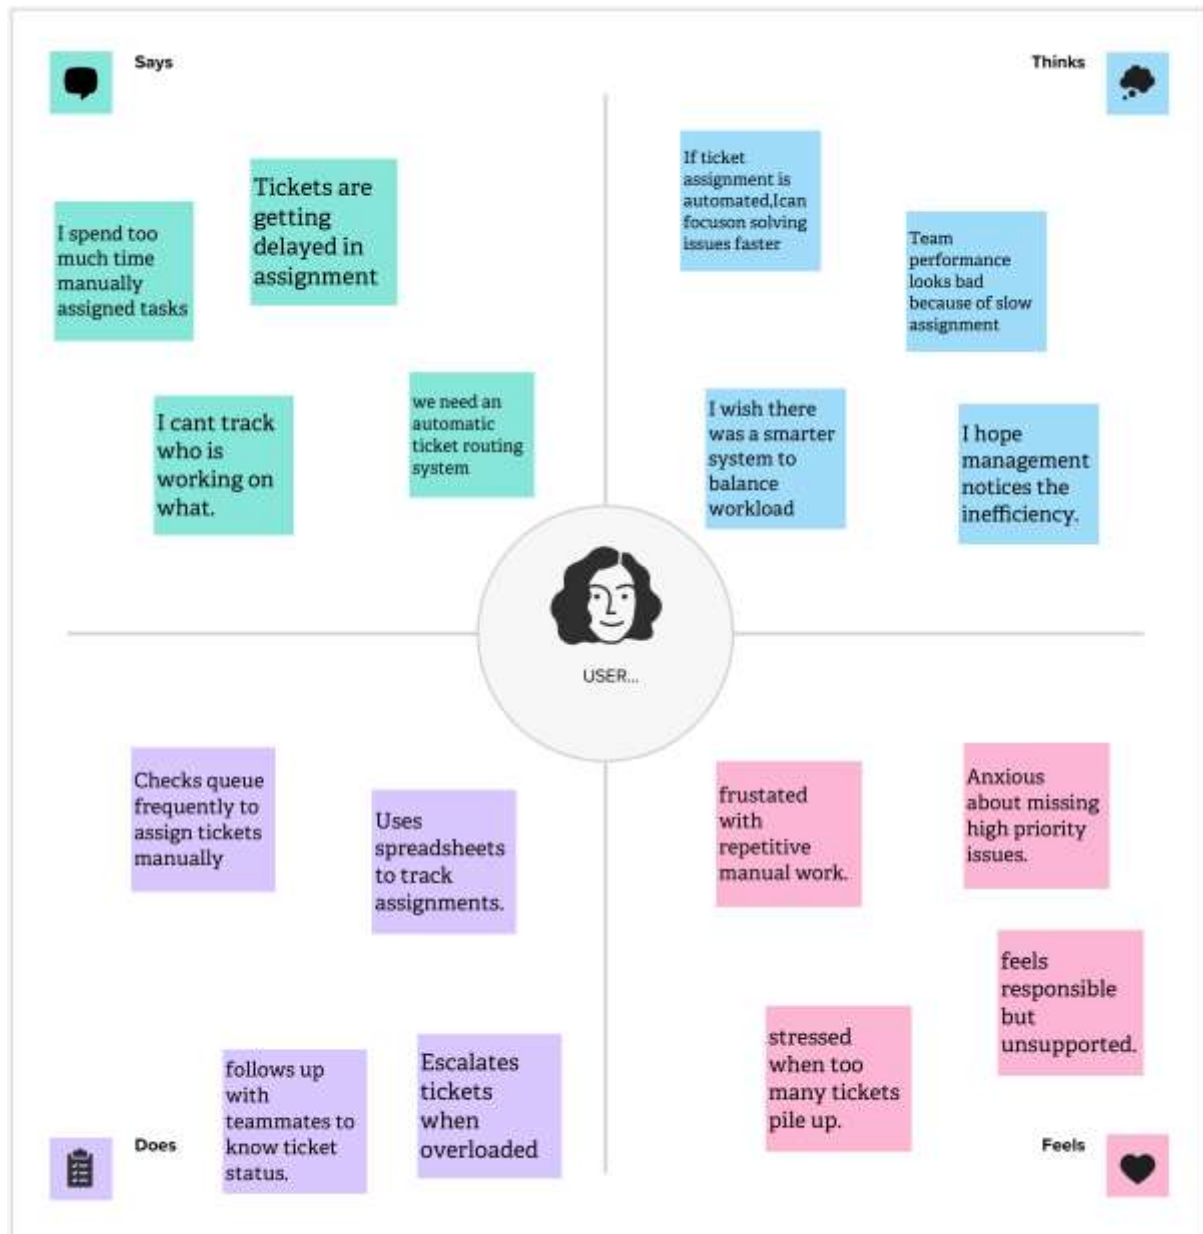 Says
I spend too
much time
manually
assigned tasks
Tickets are
getting
delayed in
assignment
I cant track
who is
working on
what.
we need an
automatic
ticket routing
system
Thinks
If ticket
assignment is
automated,Ican
focuson solving
issues faster
Team
performance
looks bad
because of slow
assignment
I wish there
was a smarter
system to
balance
workload
I hope
management
notices the
inefficiency.
USER...
Checks queue
frequently to
assign tickets
manually
Uses
spreadsheets
to track
assignments.
follows up
with
teammates to
know ticket
status.
Escalates
tickets
when
overloaded
Does
frustated
with
repetitive
manual work.
Anxious
about missing
high priority
issues.
feels
responsible
but
unsupported.
stressed
when too
many tickets
pile up.
Feels